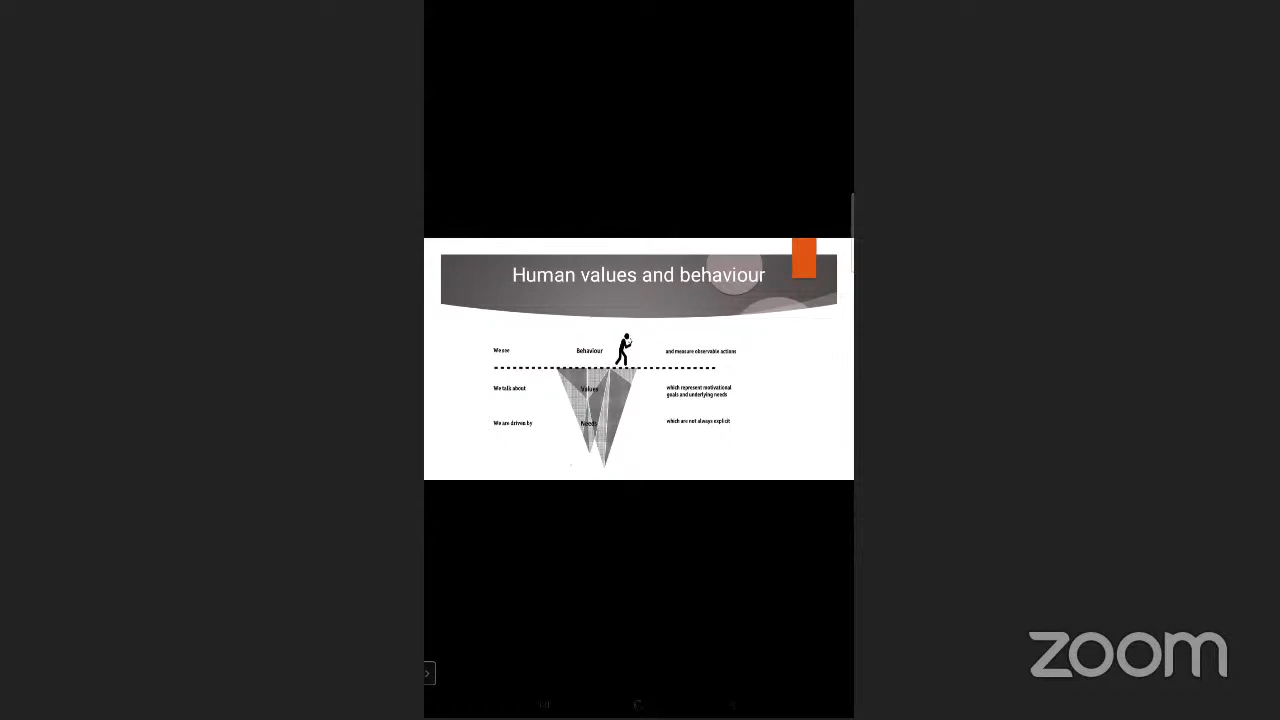 Human values and behaviour
We see Behaviour and measure observable actions
We talk about Values which represent motivational
goals and underlying needs
We are driven by Needs which are not always explicit
zoom